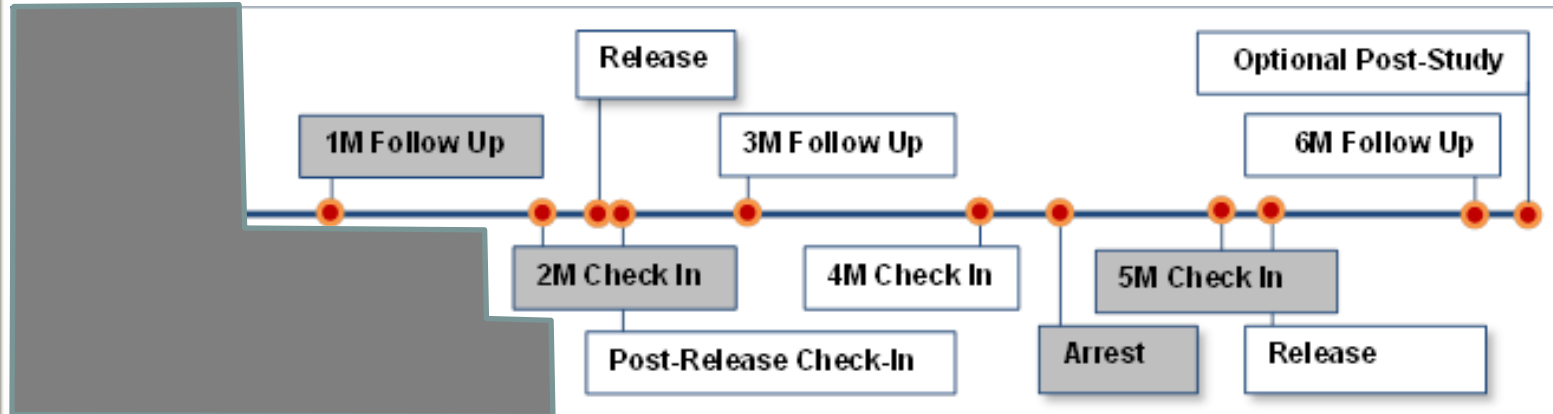 Release
Optional Post-Study
1M Follow Up
3M Follow Up
6M Follow Up
2M Check In
4M Check In
5M Check In
Post-Release Check-In
Arrest
Release